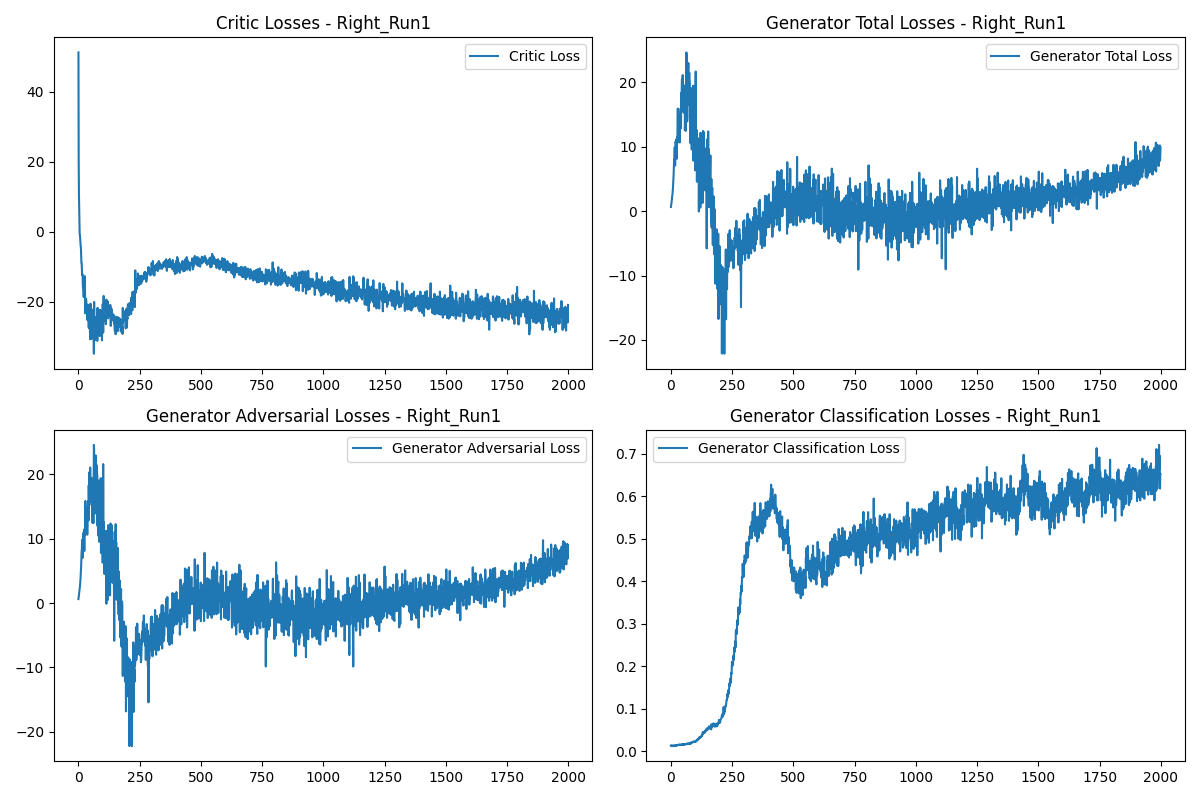 Critic Losses - Right_Run1
Critic Loss
40
20
0
−20
0 250 500 750 1000 1250 1500 1750 2000
Generator Total Losses - Right_Run1
Generator Total Loss
20
10
0
−10
−20
0 250 500 750 1000 1250 1500 1750 2000
Generator Adversarial Losses - Right_Run1
Generator Adversarial Loss
20
10
0
−10
−20
0 250 500 750 1000 1250 1500 1750 2000
Generator Classification Losses - Right_Run1
Generator Classification Loss
0.7
0.6
0.5
0.4
0.3
0.2
0.1
0.0
0 250 500 750 1000 1250 1500 1750 2000